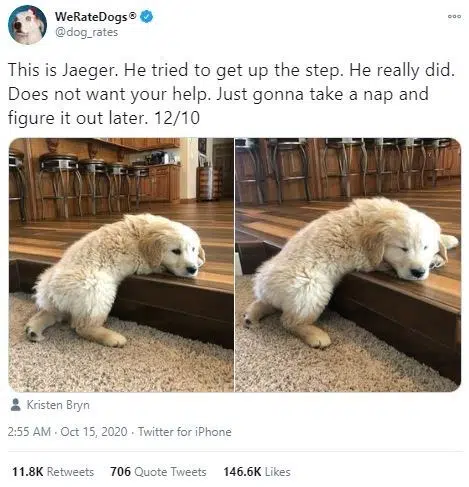 WeRateDogs®
@dog_rates
This is Jaeger. He tried to get up the step. He really did.
Does not want your help. Just gonna take a nap and
figure it out later. 12/10
Kristen Bryn
2:55 AM · Oct 15, 2020 · Twitter for iPhone
11.8K Retweets 706 Quote Tweets 146.6K Likes